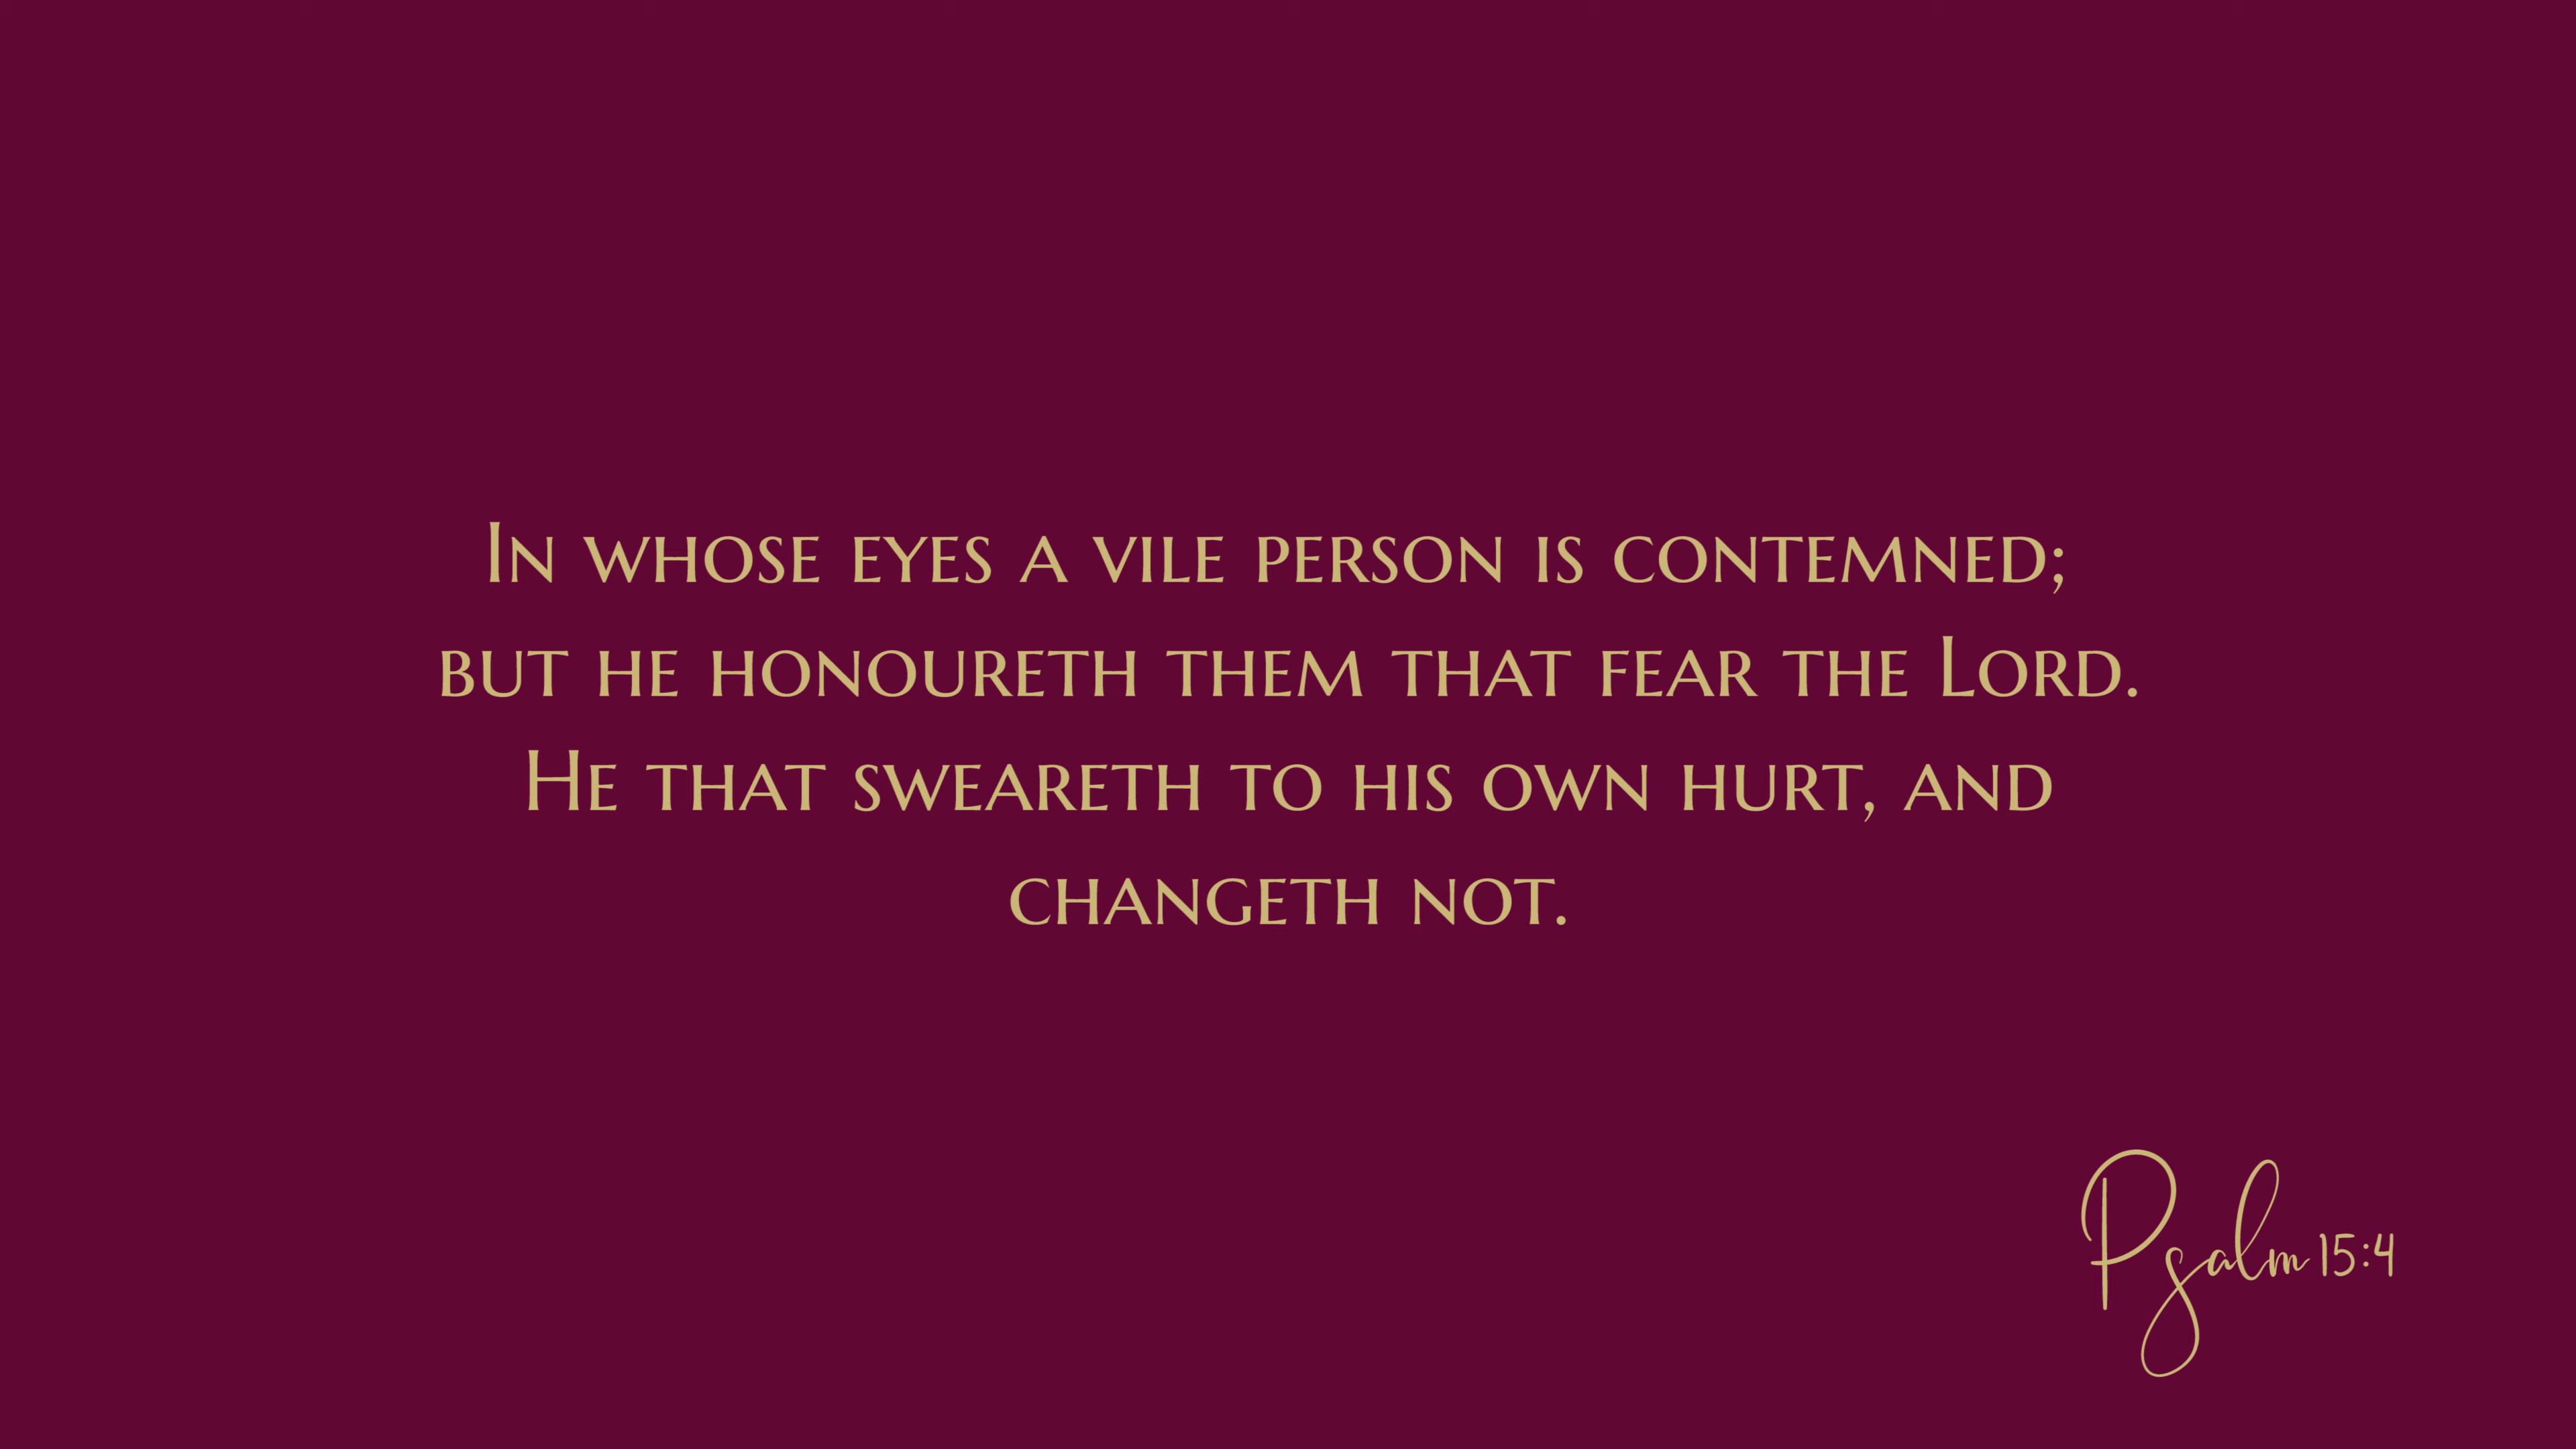 In whose eyes a vile person is contemned;
but he honoureth them that fear the Lord.
He that sweareth to his own hurt, and
changeth not.
Psalm 15:4